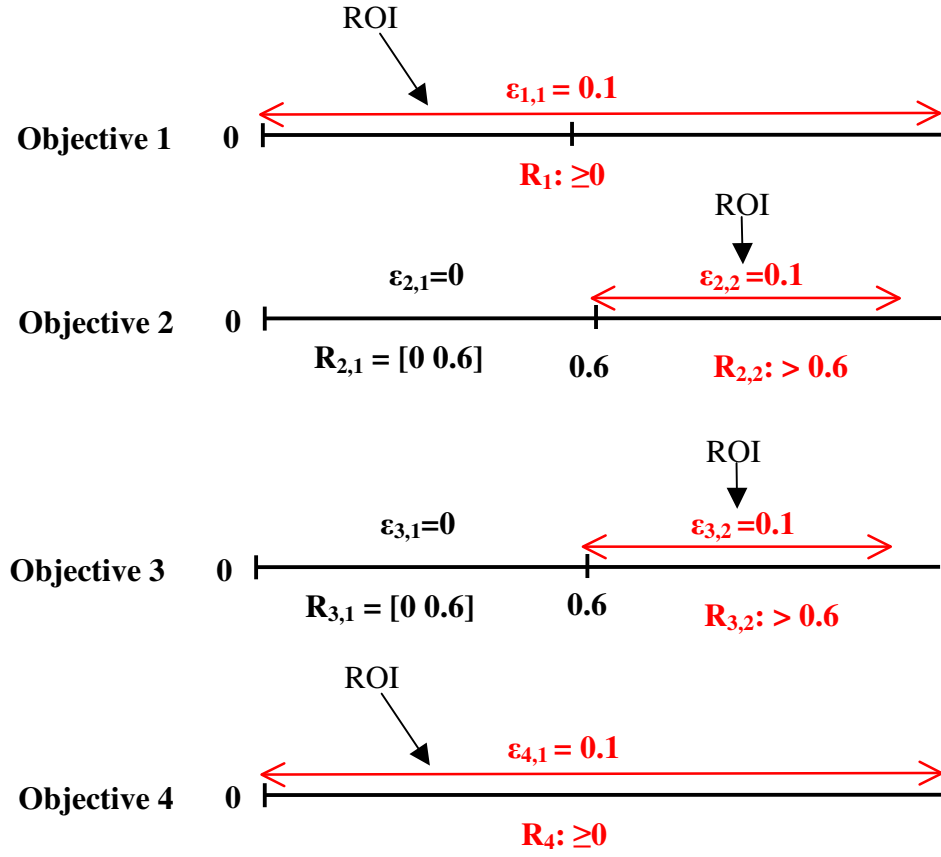 ROI
ε1,1 = 0.1
Objective 1 0
R1: ≥0
ROI
ε2,1=0 ε2,2 =0.1
Objective 2 0
R2,1 = [0 0.6] 0.6 R2,2: > 0.6
ROI
ε3,1=0 ε3,2 =0.1
Objective 3 0
R3,1 = [0 0.6] 0.6 R3,2: > 0.6
ROI
ε4,1 = 0.1
Objective 4 0
R4: ≥0